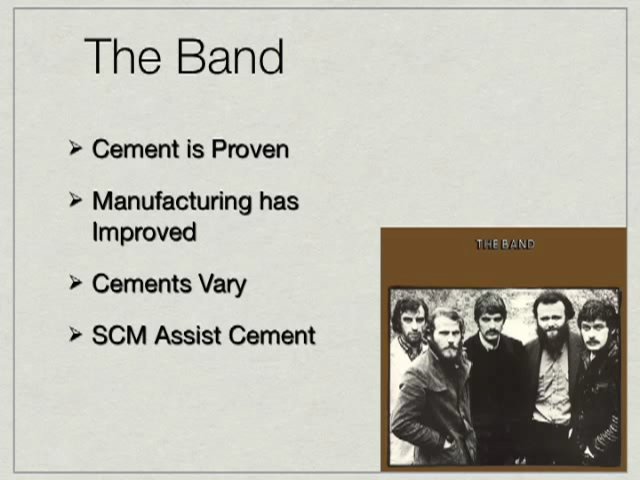 The Band
Cement is Proven
Manufacturing has
Improved
Cements Vary
SCM Assist Cement
THE BAND